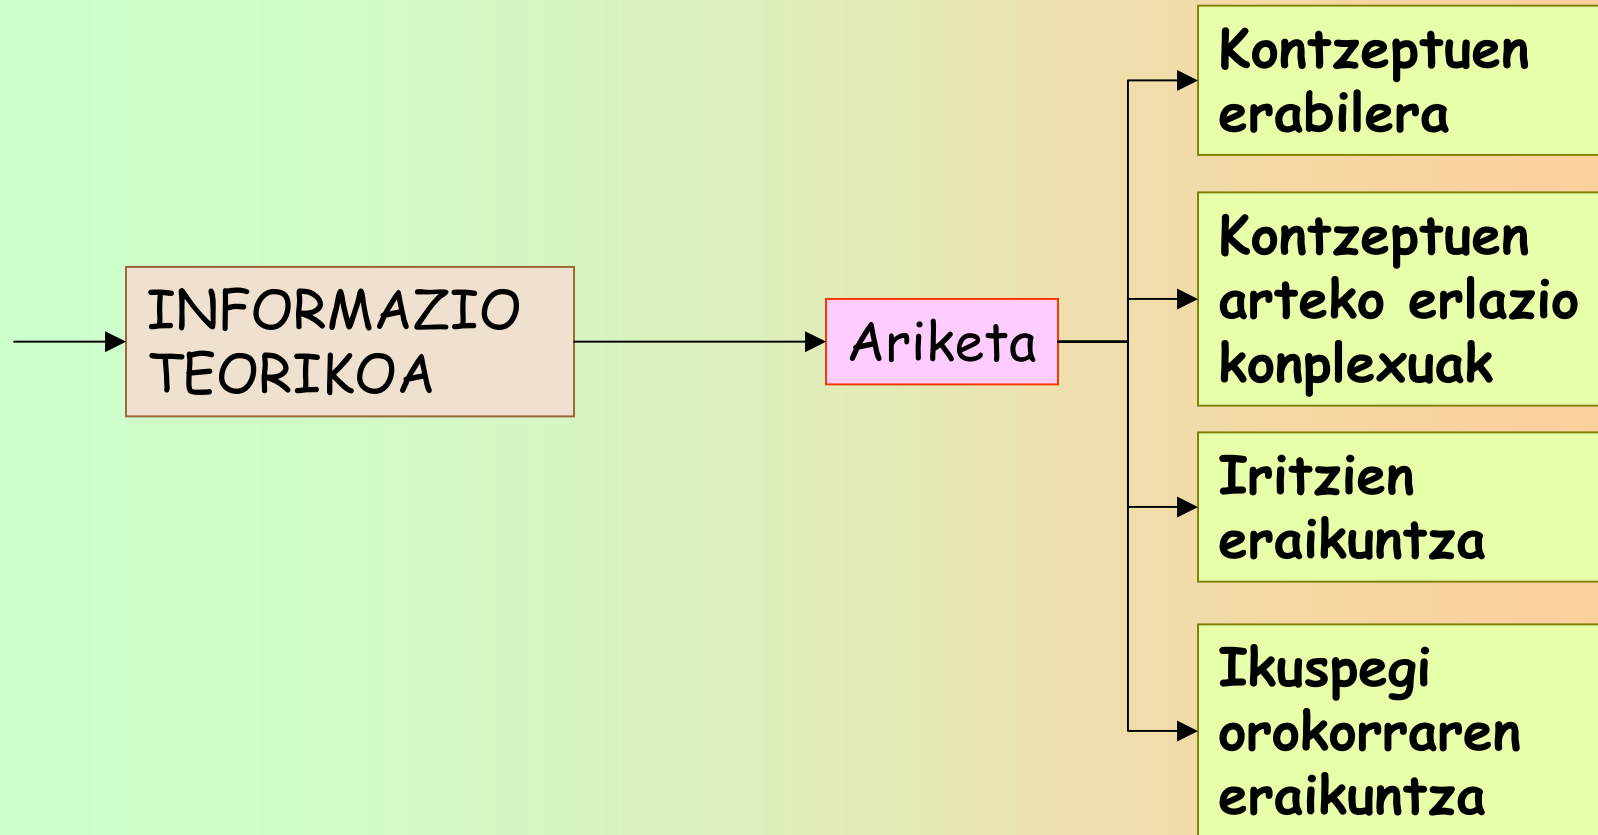 INFORMAZIO
TEORIKOA
Ariketa
Kontzeptuen
erabilera
Kontzeptuen
arteko erlazio
konplexuak
Iritzien
eraikuntza
Ikuspegi
orokorraren
eraikuntza